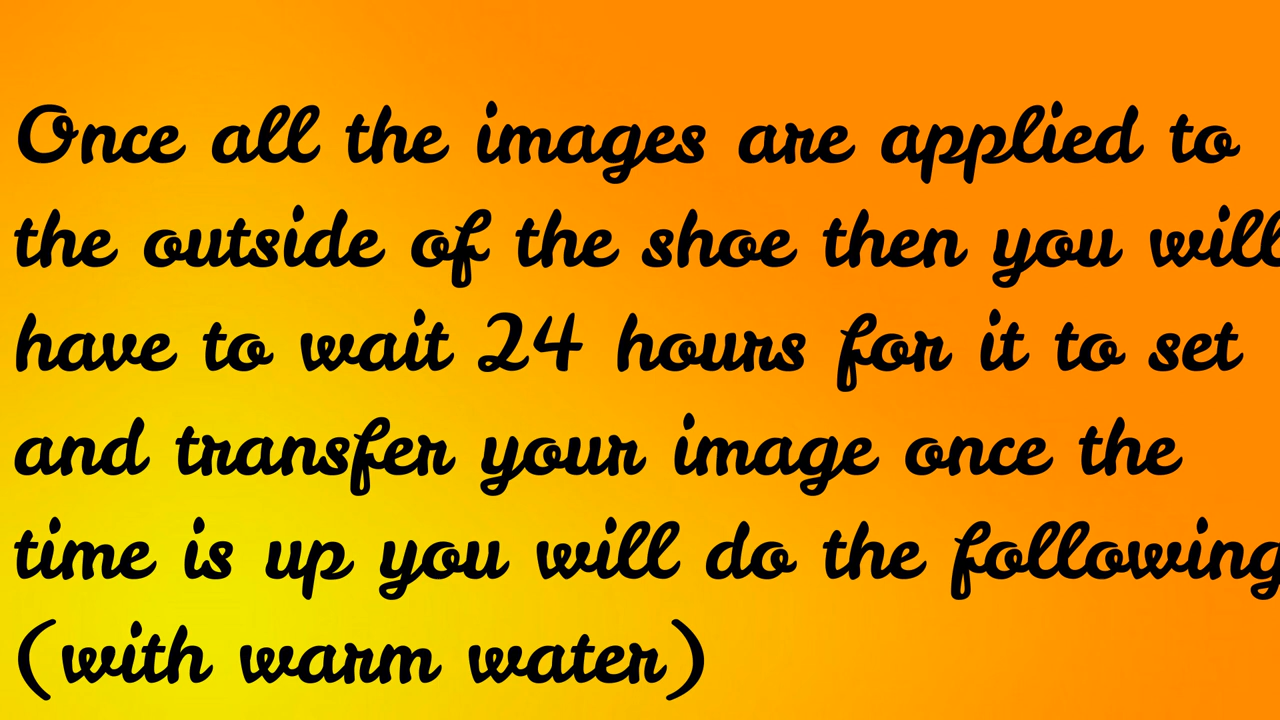 Once all the images are applied to
the outside of the shoe then you will
have to wait 24 hours for it to set
and transfer your image once the
time is up you will do the following
(with warm water)